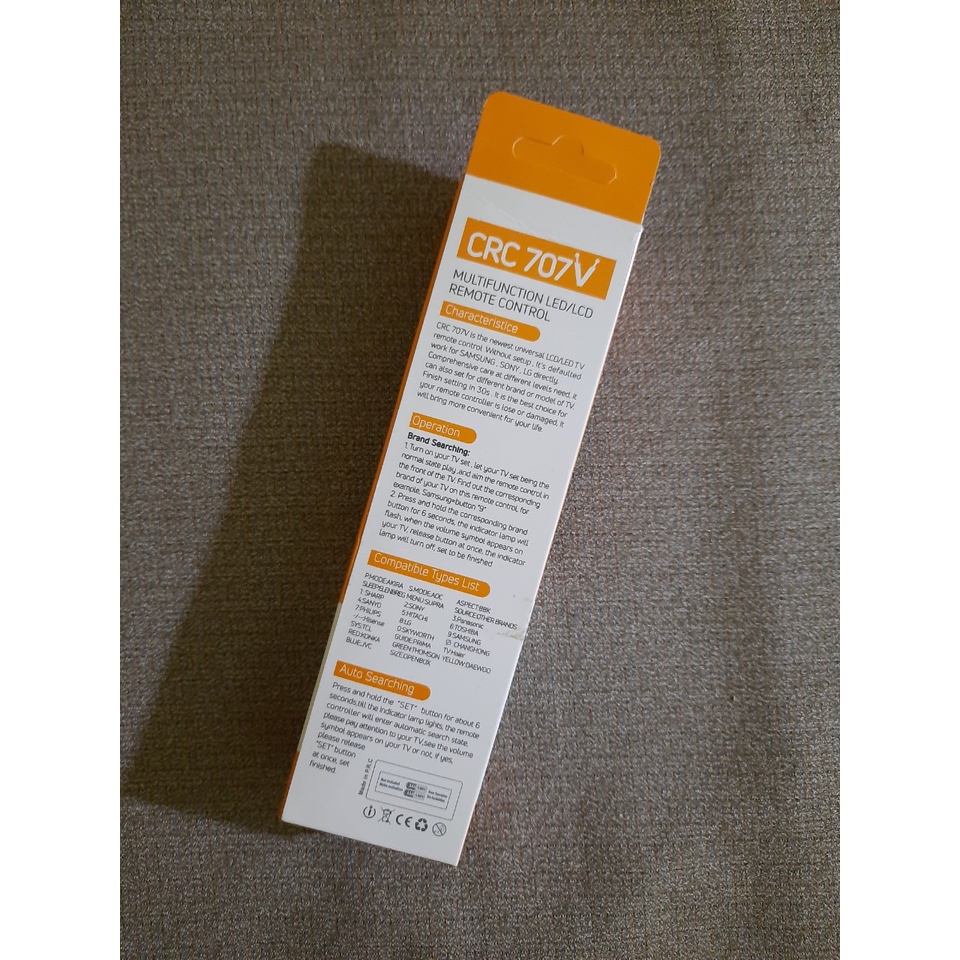 CRC 707V
MULTIFUNCTION LED/LCD
REMOTE CONTROL
Characteristice
CRC 707V is the newest universal LCD/LED TV
remote control. Without setup , It's defaulted
work for SAMSUNG , SONY , LG directly.
Comprehensive care at different levels need, it
can also set for different brand or model of TV.
Finish setting in 30s . It is the best choice for
your remote controller is lose or damaged, it
will bring more convenient for your life.
Operation
Brand Searching:
1. Turn on your TV set , let your TV set being the
normal state play ,and aim the remote control in
the front of the TV. Find out the corresponding
brand of your TV on this remote control, for
example, Samsung=button "9"
2. Press and hold the corresponding brand
button for 6 seconds, the indicator lamp will
flash, when the volume symbol appears on
your TV, release button at once, the indicator
lamp will turn off, set to be finished
Compatible Types List
P.MODE:AKIRA S.MODE:AOC ASPECT:BBK
SLEEP:ELENBREG MENU:SUPRA SOURCE:OTHER BRANDS
1: SHARP 2:SONY 3:Panasonic
4:SANYO 5:HITACHI 6:TOSHIBA
7:PHILIPS 8:LG 9:SAMSUNG
-/--:Hisense 0:SKYWORTH CHANGHONG
SYS:TCL GUIDE:PRIMA TV:Haier
RED:KONKA GREEN:THOMSON YELLOW:DAEWOO
BLUE:JVC SIZE:OPENBOX
Auto Searching
Press and hold the "SET" button for about 6
seconds,till the indicator lamp lights, the remote
controller will enter automatic search state,
please pay attention to your TV,see the volume
symbol appears on your TV or not, if yes,
please release
"SET" button
at once, set
finished
Made in P.R.C
Not Included
CE